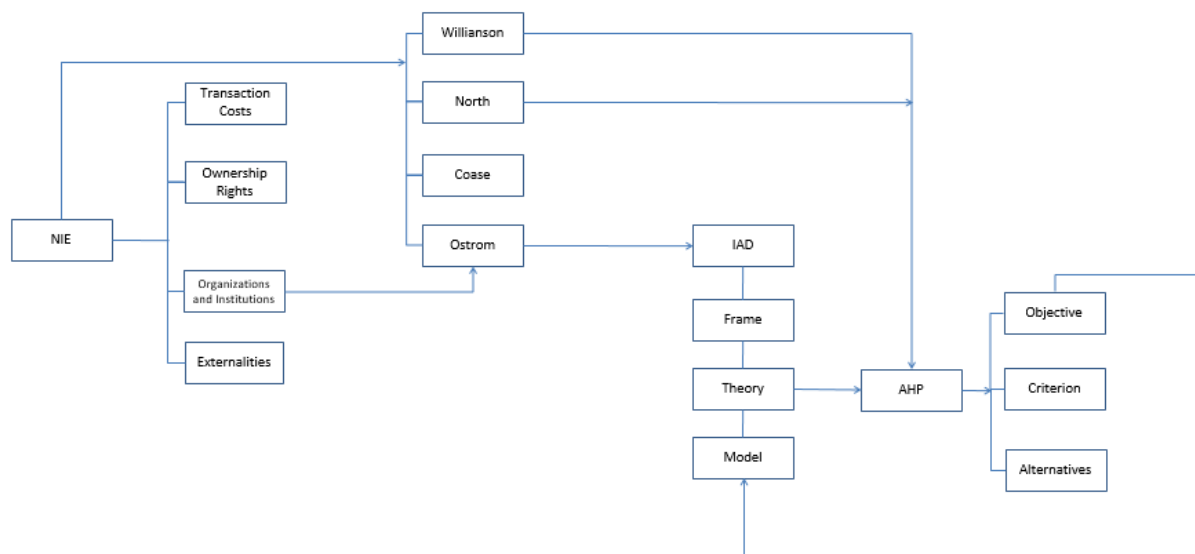 Willianson
Transaction
Costs
North
Ownership
Rights
Coase
NIE
Ostrom
IAD
Organizations
and Institutions
Objective
Frame
Externalities
Theory
AHP
Criterion
Model
Alternatives